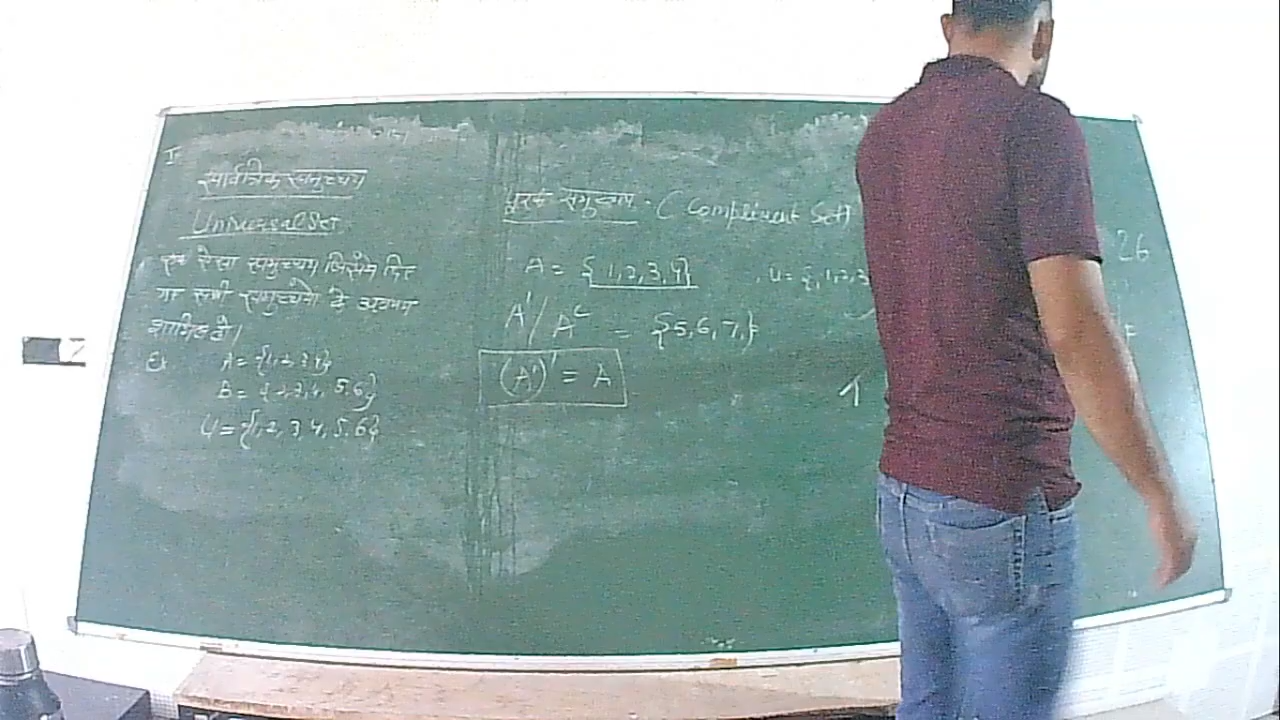 सार्वत्रिक समुच्चय
Universal Set
एक ऐसा समुच्चय जिसमें दिए
गए सभी समुच्चयों के अवयव
शामिल हो।
Ex A = {1, 2, 3, 4}
B = {2, 3, 4, 5, 6}
U = {1, 2, 3, 4, 5, 6}
पूरक समुच्चय - (Compliment Set)
A = {1, 2, 3, 4} , U = {1, 2, 3
A' / A^c = {5, 6, 7,}
(A')' = A
26